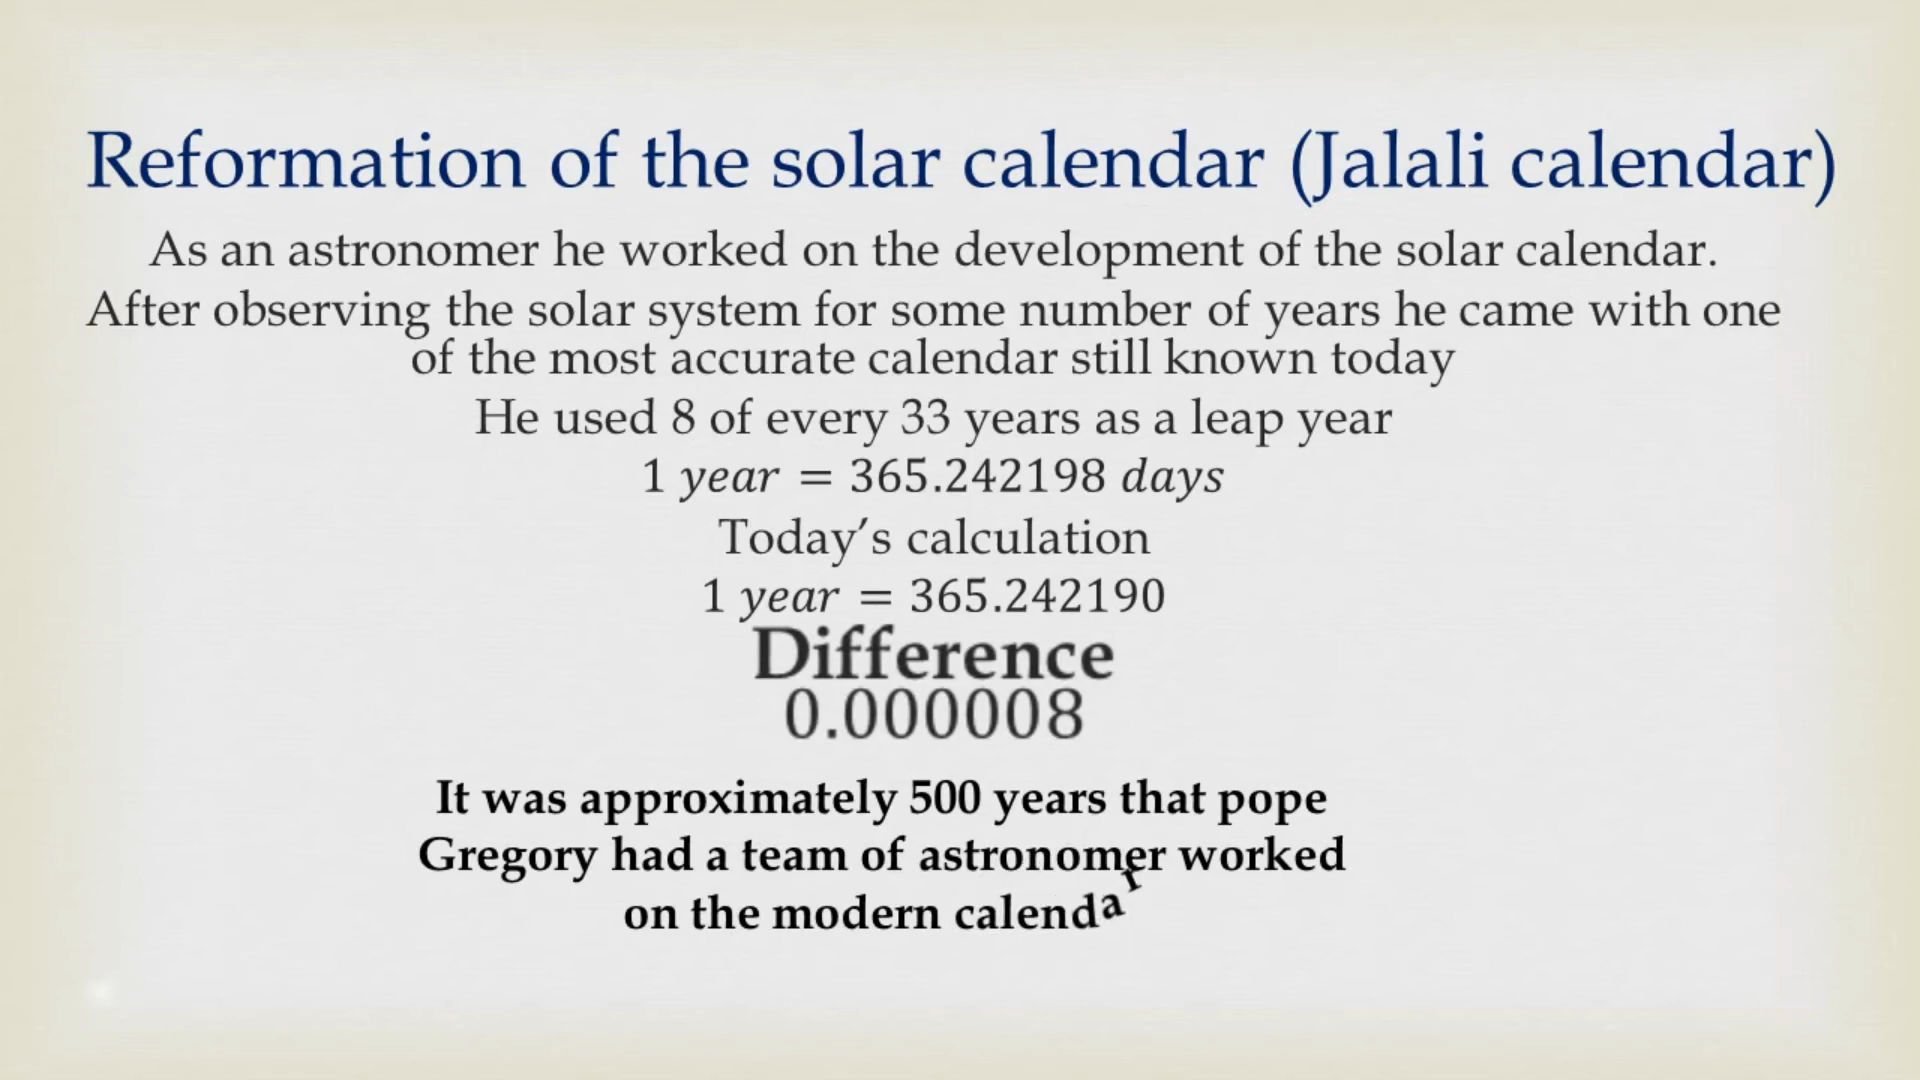 Reformation of the solar calendar (Jalali calendar)
As an astronomer he worked on the development of the solar calendar.
After observing the solar system for some number of years he came with one
of the most accurate calendar still known today
He used 8 of every 33 years as a leap year
1 year = 365.242198 days
Today’s calculation
1 year = 365.242190
Difference
0.000008
It was approximately 500 years that pope
Gregory had a team of astronomer worked
on the modern calendar